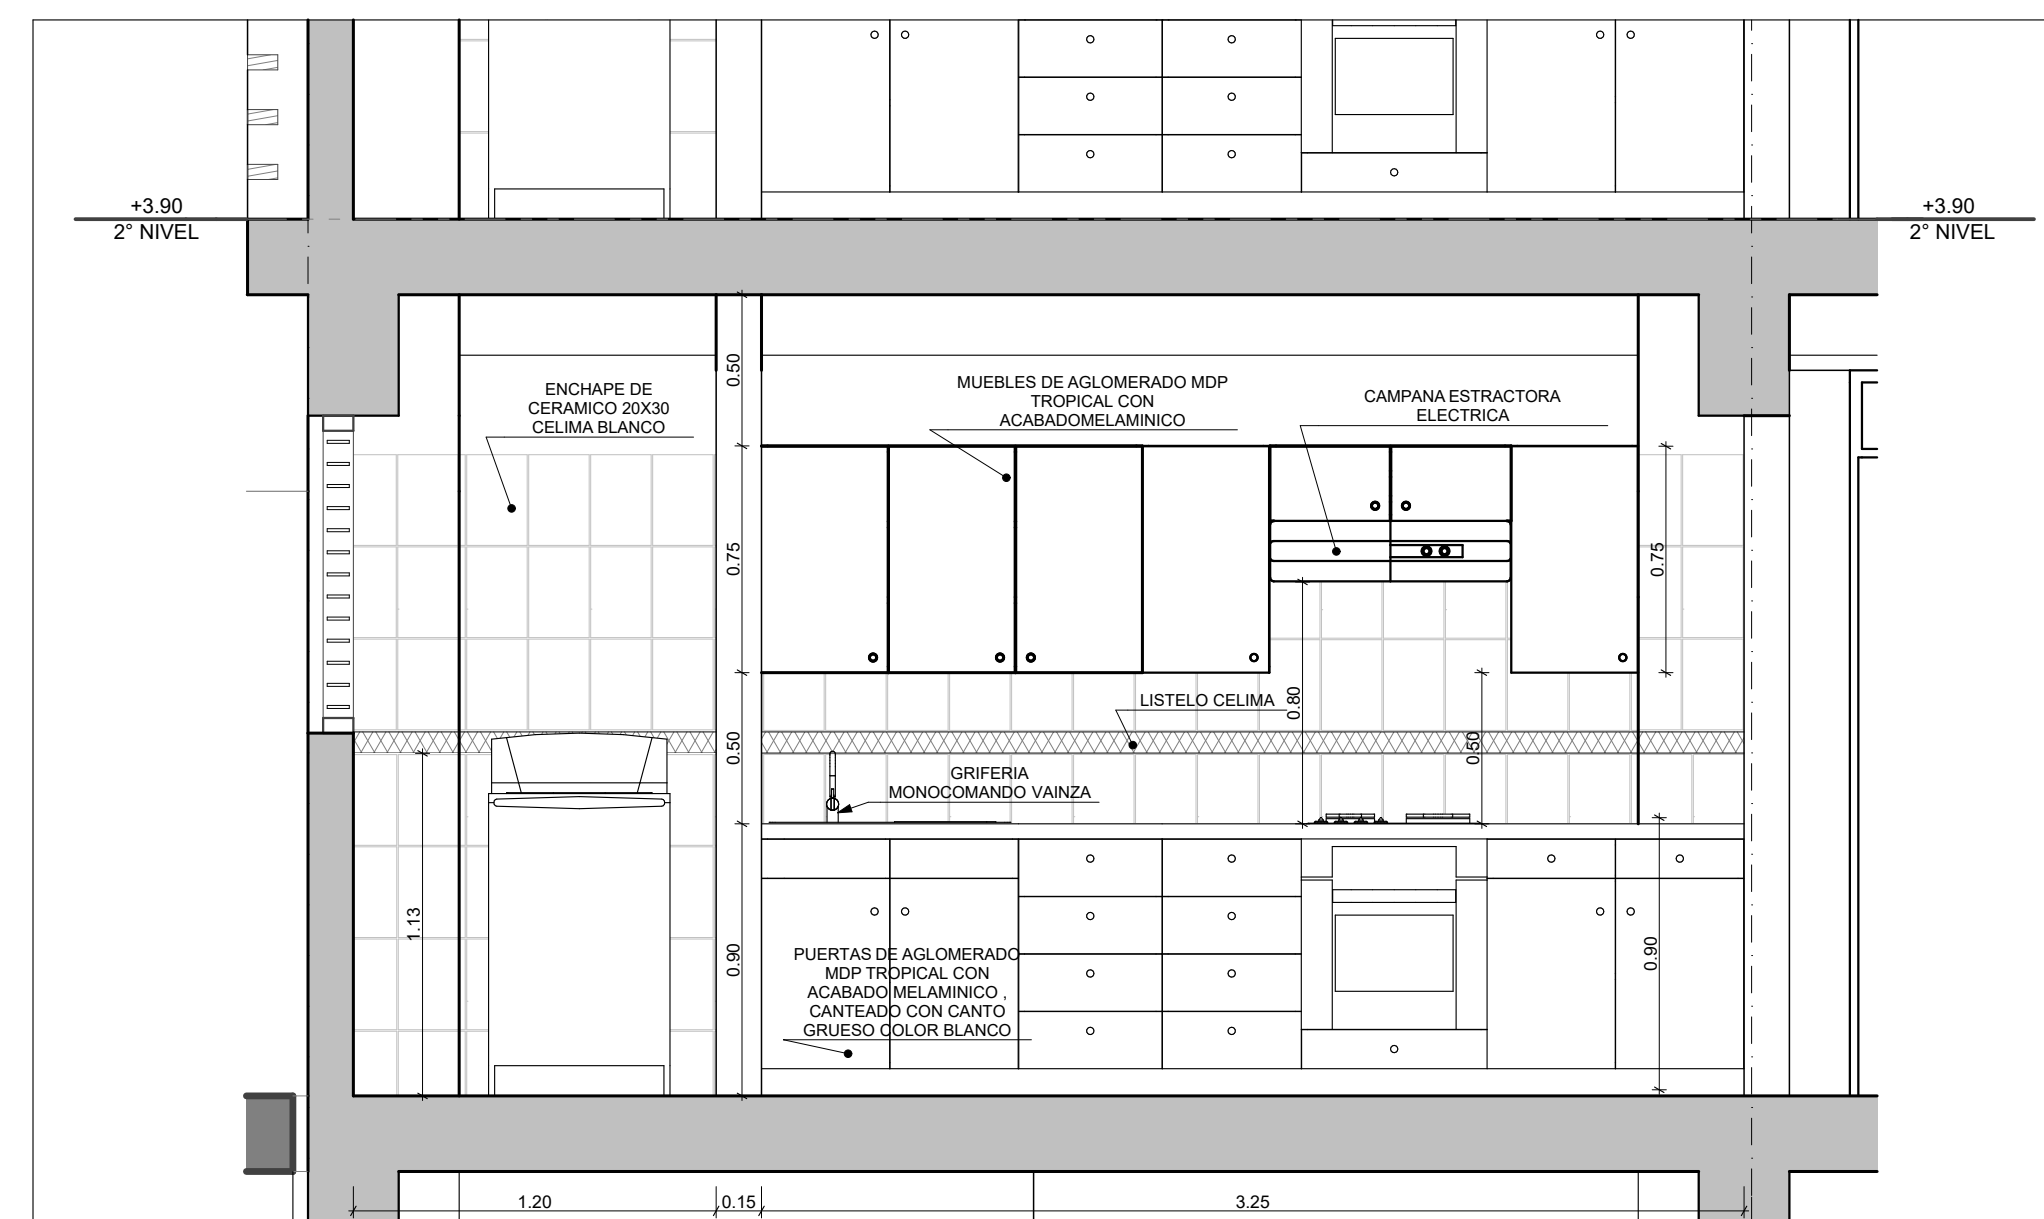 +3.90
2° NIVEL
+3.90
2° NIVEL
ENCHAPE DE
CERAMICO 20X30
CELIMA BLANCO
0.50
MUEBLES DE AGLOMERADO MDP
TROPICAL CON
ACABADOMELAMINICO
CAMPANA ESTRACTORA
ELECTRICA
0.75
0.75
LISTELO CELIMA
0.80
0.50
0.50
GRIFERIA
MONOCOMANDO VAINZA
1.13
0.90
PUERTAS DE AGLOMERADO
MDP TROPICAL CON
ACABADO MELAMINICO ,
CANTEADO CON CANTO
GRUESO COLOR BLANCO
0.90
1.20
0.15
3.25